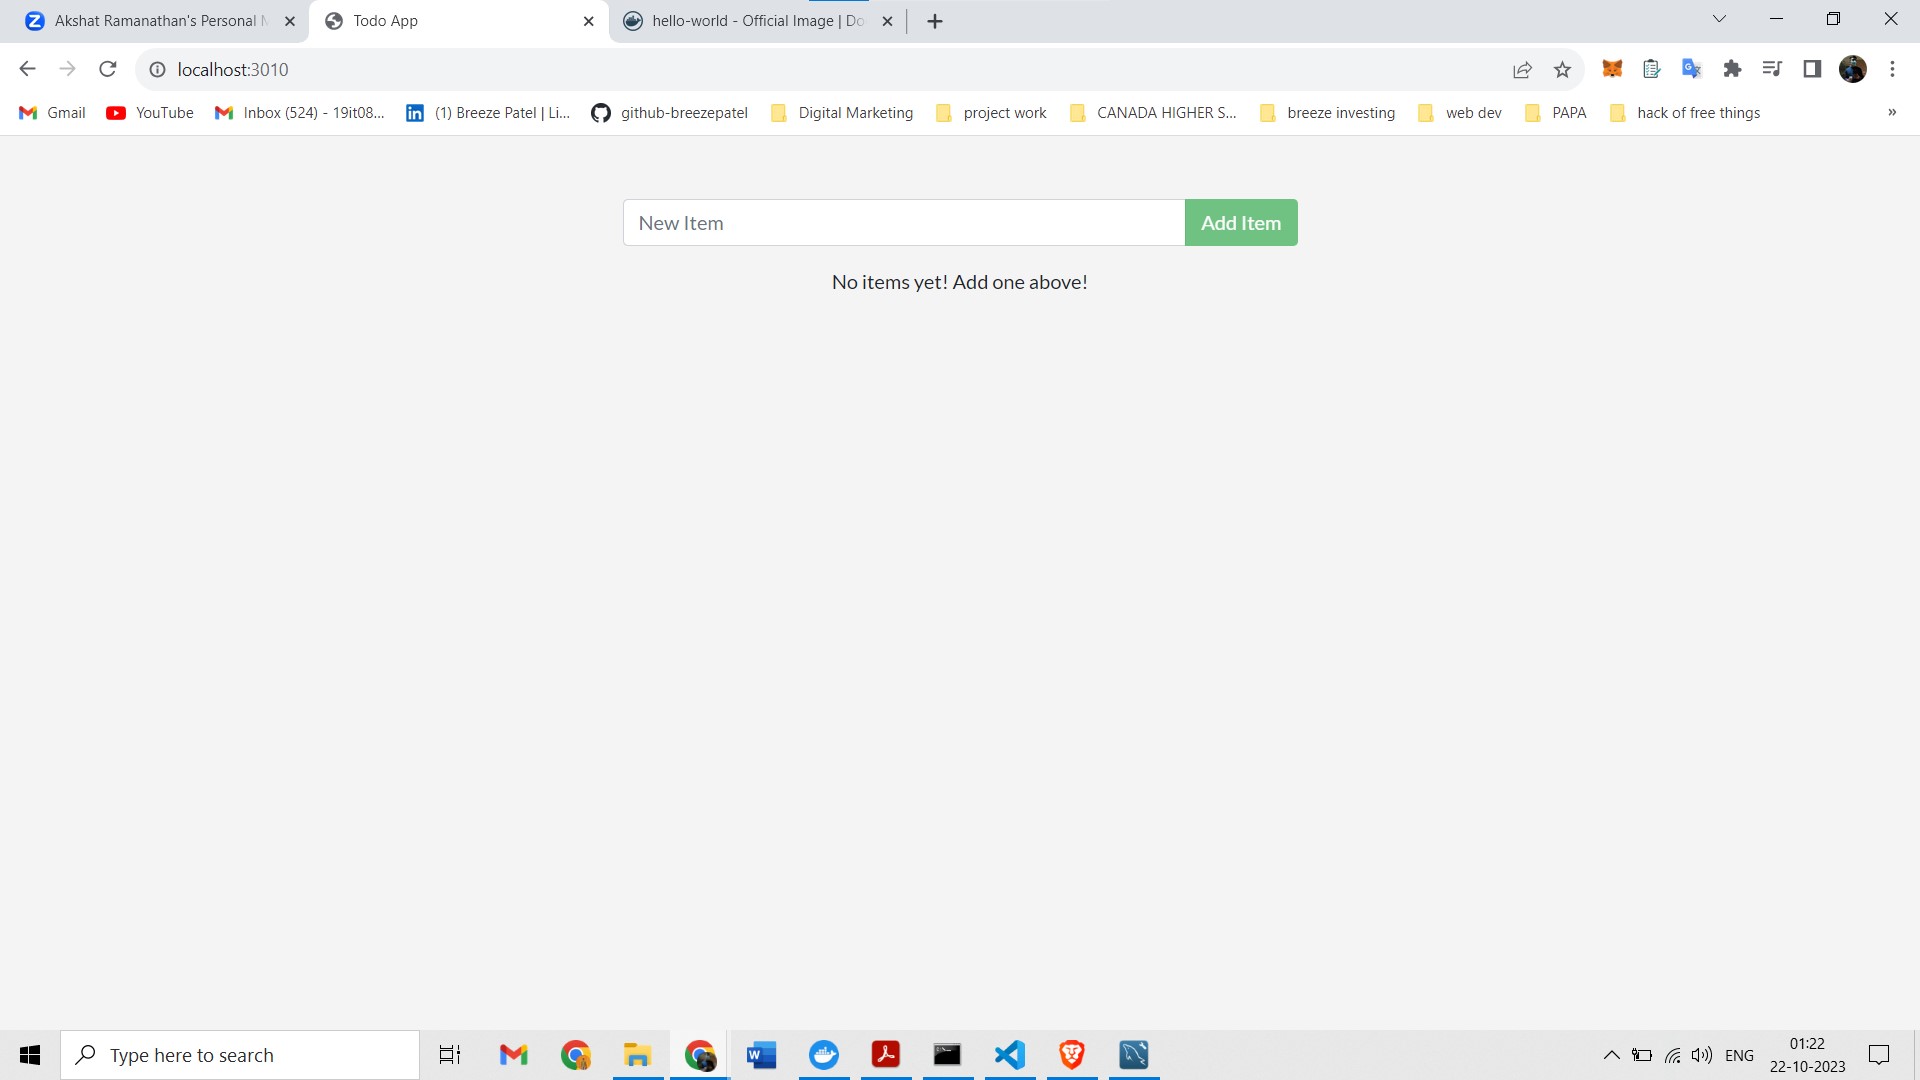 Akshat Ramanathan's Personal
Todo App
hello-world - Official Image | Do
localhost:3010
Gmail
YouTube
Inbox (524) - 19it08...
(1) Breeze Patel | Li...
github-breezepatel
Digital Marketing
project work
CANADA HIGHER S...
breeze investing
web dev
PAPA
hack of free things
»
New Item
Add Item
No items yet! Add one above!
Type here to search
ENG
01:22
22-10-2023